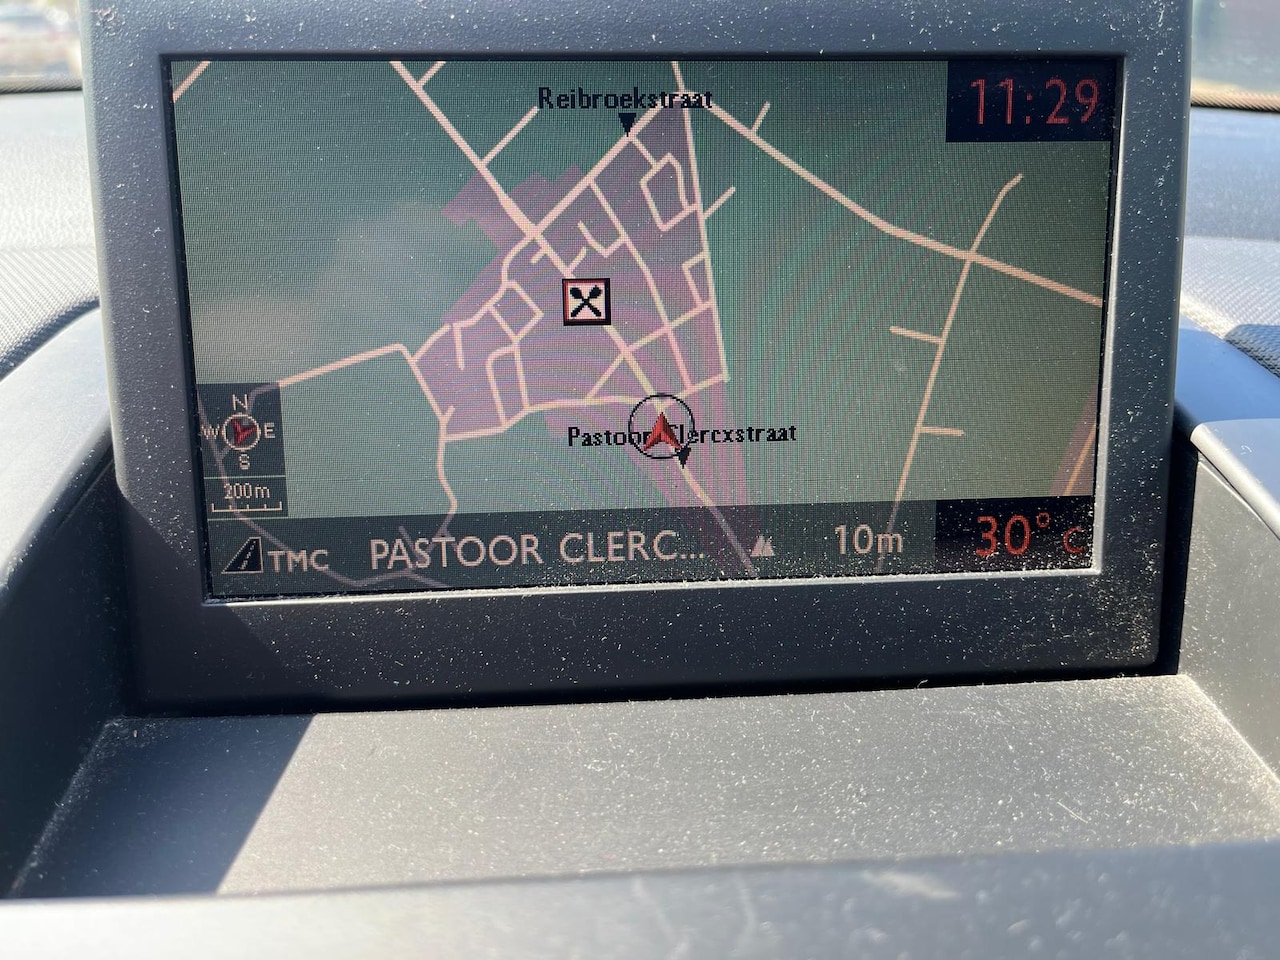 Reibroekstraat
11:29
N
W E
S
200m
Pastoor Clercxstraat
TMC PASTOOR CLERC... 10m 30° C